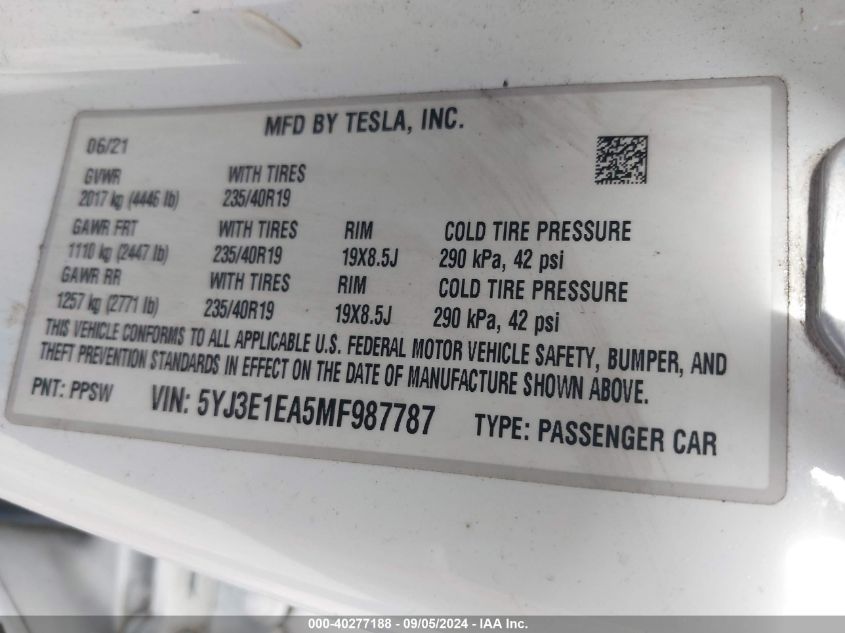 MFD BY TESLA, INC.
06/21
GVWR WITH TIRES
2017 kg (4446 lb) 235/40R19
GAWR FRT WITH TIRES RIM COLD TIRE PRESSURE
1110 kg (2447 lb) 235/40R19 19X8.5J 290 kPa, 42 psi
GAWR RR WITH TIRES RIM COLD TIRE PRESSURE
1257 kg (2771 lb) 235/40R19 19X8.5J 290 kPa, 42 psi
THIS VEHICLE CONFORMS TO ALL APPLICABLE U.S. FEDERAL MOTOR VEHICLE SAFETY, BUMPER, AND
THEFT PREVENTION STANDARDS IN EFFECT ON THE DATE OF MANUFACTURE SHOWN ABOVE.
PNT: PPSW VIN: 5YJ3E1EA5MF987787 TYPE: PASSENGER CAR
000-40277188 - 09/05/2024 - IAA Inc.